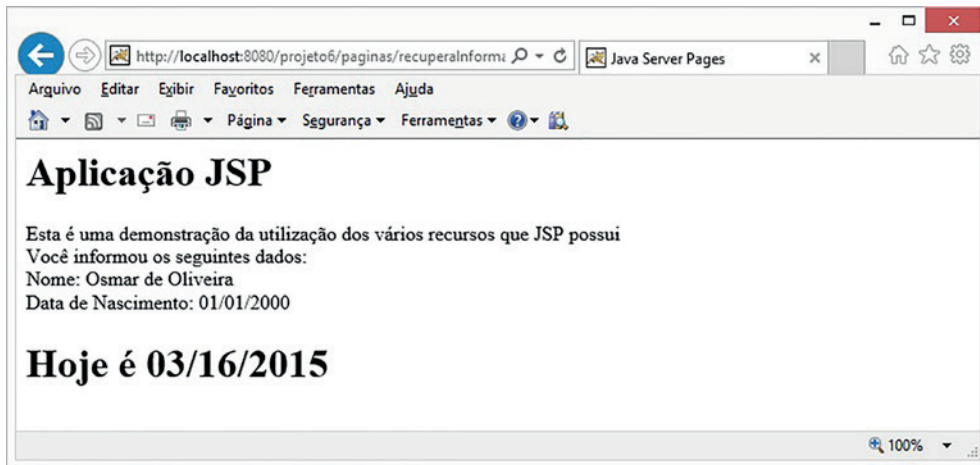 http://localhost:8080/projeto6/paginas/recuperaInforma
Java Server Pages
Arquivo Editar Exibir Favoritos Ferramentas Ajuda
Página Segurança Ferramentas
Aplicação JSP
Esta é uma demonstração da utilização dos vários recursos que JSP possui
Você informou os seguintes dados:
Nome: Osmar de Oliveira
Data de Nascimento: 01/01/2000
Hoje é 03/16/2015
100%